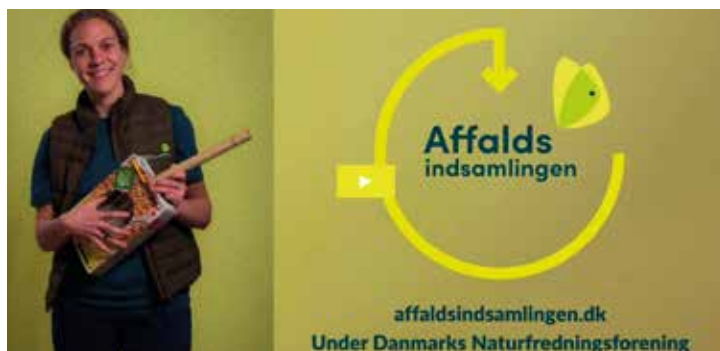 Affalds
indsamlingen
affaldsindsamlingen.dk
Under Danmarks Naturfredningsforening